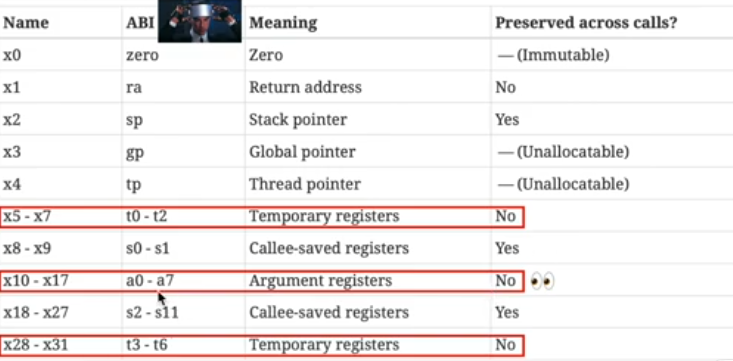 Name ABI Meaning Preserved across calls?
x0 zero Zero — (Immutable)
x1 ra Return address No
x2 sp Stack pointer Yes
x3 gp Global pointer — (Unallocatable)
x4 tp Thread pointer — (Unallocatable)
x5 - x7 t0 - t2 Temporary registers No
x8 - x9 s0 - s1 Callee-saved registers Yes
x10 - x17 a0 - a7 Argument registers No 👀
x18 - x27 s2 - s11 Callee-saved registers Yes
x28 - x31 t3 - t6 Temporary registers No